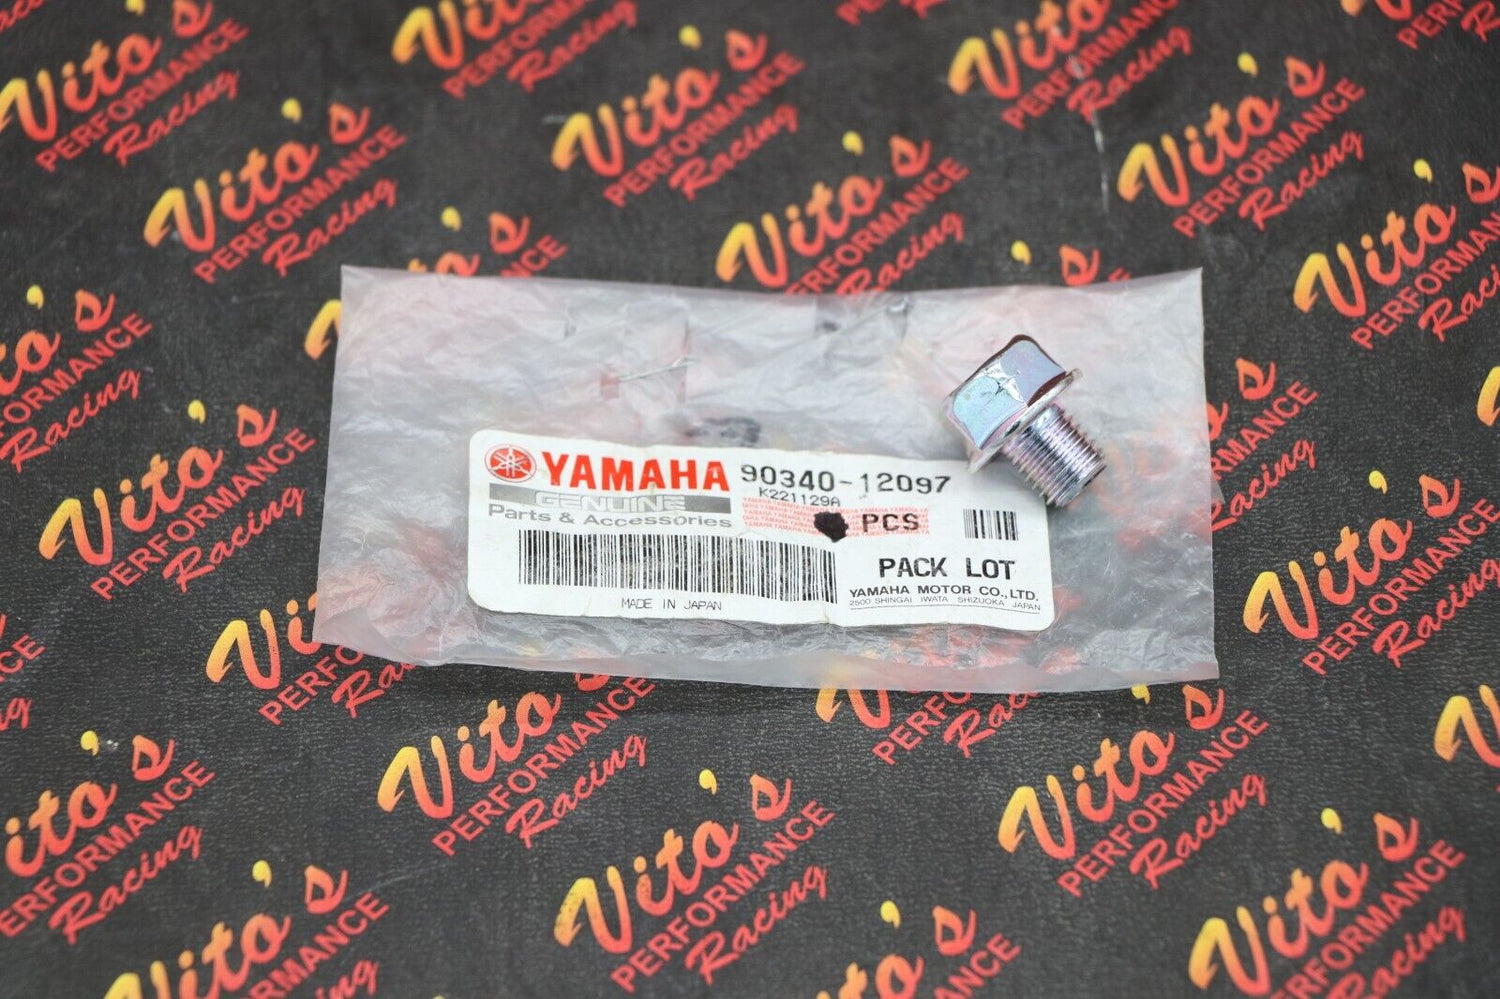 YAMAHA 90340-12097
GENUINE K221129A
Parts & Accessories PCS
PACK LOT
YAMAHA MOTOR CO.,LTD.
2500 SHINGAI IWATA SHIZUOKA JAPAN
MADE IN JAPAN
Vito's
PERFORMANCE
Racing